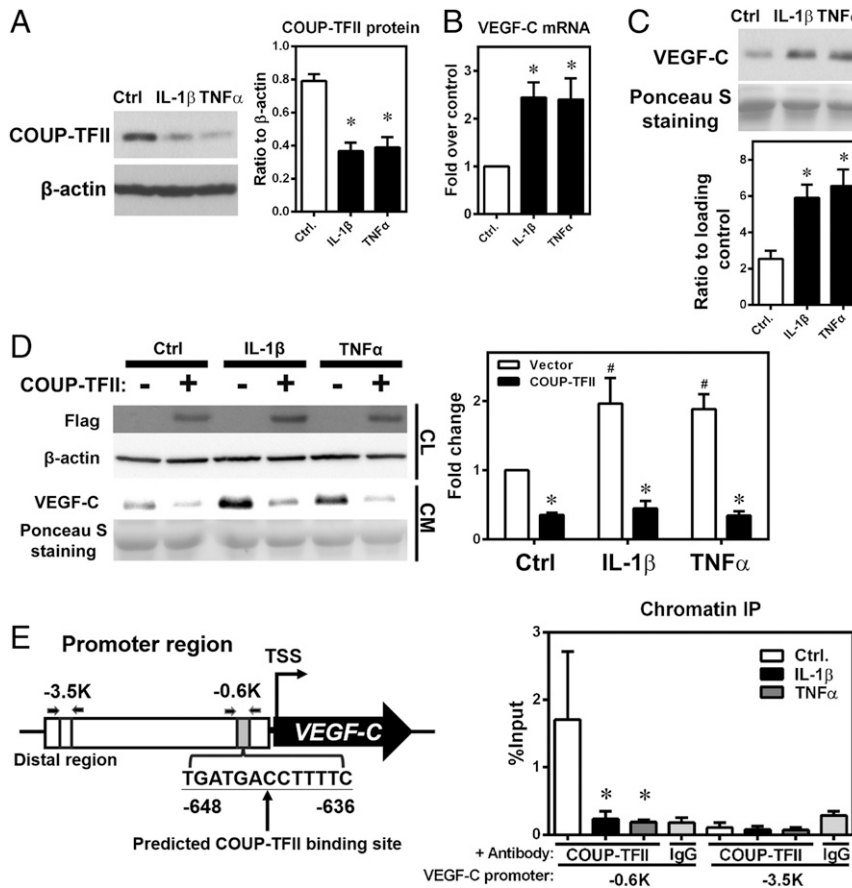 A
Ctrl IL-1β TNFα
COUP-TFII
β-actin
COUP-TFII protein
Ratio to β-actin
0.8
0.6
0.4
0.2
0.0
* *
Ctrl.
IL-1β
TNFα
B
VEGF-C mRNA
Fold over control
3
2
1
0
* *
Ctrl.
IL-1β
TNFα
C
Ctrl IL-1β TNFα
VEGF-C
Ponceau S
staining
Ratio to loading
control
8
6
4
2
0
* *
Ctrl.
IL-1β
TNFα
D
Ctrl IL-1β TNFα
COUP-TFII: - + - + - +
Flag
β-actin
CL
VEGF-C
Ponceau S
staining
CM
Vector
COUP-TFII
Fold change
2
1
0
# #
* * *
Ctrl IL-1β TNFα
E
Promoter region
TSS
-3.5K -0.6K
VEGF-C
Distal region
TGATGACCTTTTC
-648 -636
Predicted COUP-TFII binding site
Chromatin IP
Ctrl.
IL-1β
TNFα
%Input
3
2
1
0
* *
+ Antibody: COUP-TFII IgG COUP-TFII IgG
VEGF-C promoter: -0.6K -3.5K